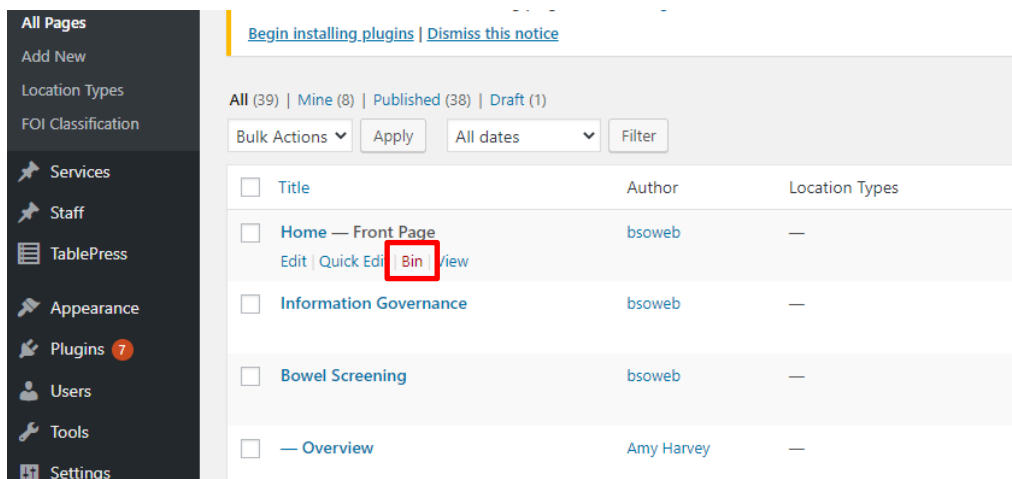 All Pages
Add New
Location Types
FOI Classification
Services
Staff
TablePress
Appearance
Plugins 7
Users
Tools
Settings
Begin installing plugins | Dismiss this notice
All (39) | Mine (8) | Published (38) | Draft (1)
Bulk Actions Apply All dates Filter
Title Author Location Types
Home — Front Page bsoweb —
Edit | Quick Edit | Bin | View
Information Governance bsoweb —
Bowel Screening bsoweb —
— Overview Amy Harvey —